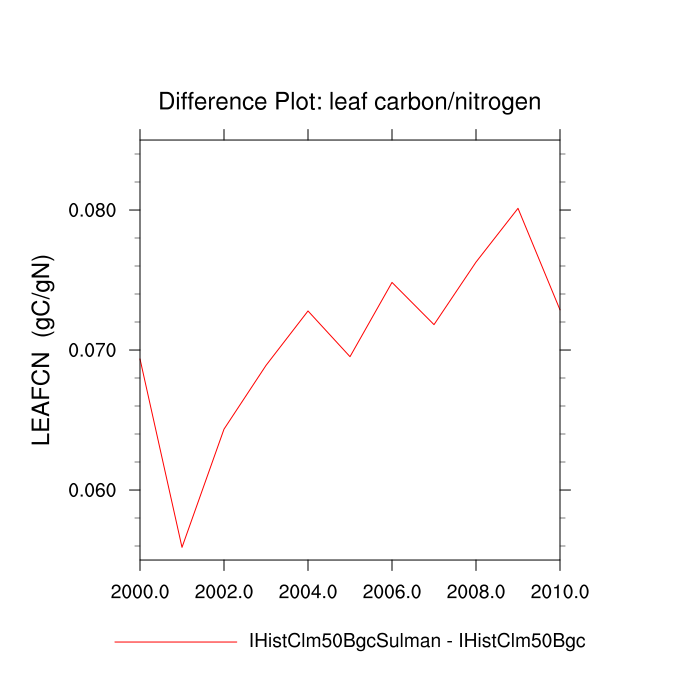 Difference Plot: leaf carbon/nitrogen
LEAFCN (gC/gN)
0.080
0.070
0.060
2000.0 2002.0 2004.0 2006.0 2008.0 2010.0
IHistClm50BgcSulman - IHistClm50Bgc